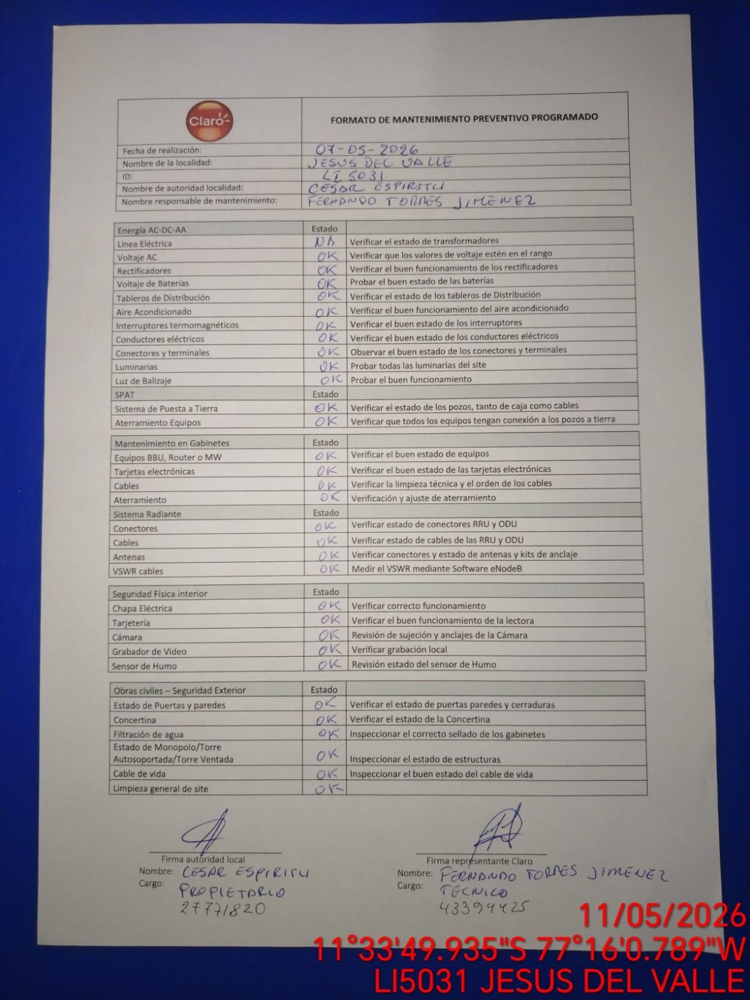 Claro
FORMATO DE MANTENIMIENTO PREVENTIVO PROGRAMADO
Fecha de realización: 07-05-2026
Nombre de la localidad: JESUS DEL VALLE
ID: LI 5031
Nombre de autoridad localidad: CESAR ESPIRITU
Nombre responsable de mantenimiento: FERNANDO TORRES JIMENEZ
Energía AC-DC-AA Estado
Línea Eléctrica NA Verificar el estado de transformadores
Voltaje AC OK Verificar que los valores de voltaje estén en el rango
Rectificadores OK Verificar el buen funcionamiento de los rectificadores
Voltaje de Baterías OK Probar el buen estado de las baterías
Tableros de Distribución OK Verificar el estado de los tableros de Distribución
Aire Acondicionado OK Verificar el buen funcionamiento del aire acondicionado
Interruptores termomagnéticos OK Verificar el buen estado de los interruptores
Conductores eléctricos OK Verificar el buen estado de los conductores eléctricos
Conectores y terminales OK Observar el buen estado de los conectores y terminales
Luminarias OK Probar todas las luminarias del site
Luz de Balizaje OK Probar el buen funcionamiento
SPAT Estado
Sistema de Puesta a Tierra OK Verificar el estado de los pozos, tanto de caja como cables
Aterramiento Equipos OK Verificar que todos los equipos tengan conexión a los pozos a tierra
Mantenimiento en Gabinetes Estado
Equipos BBU, Router o MW OK Verificar el buen estado de equipos
Tarjetas electrónicas OK Verificar el buen estado de las tarjetas electrónicas
Cables OK Verificar la limpieza técnica y el orden de los cables
Aterramiento OK Verificación y ajuste de aterramiento
Sistema Radiante Estado
Conectores OK Verificar estado de conectores RRU y ODU
Cables OK Verificar estado de cables de las RRU y ODU
Antenas OK Verificar conectores y estado de antenas y kits de anclaje
VSWR cables OK Medir el VSWR mediante Software eNodeB
Seguridad Física interior Estado
Chapa Eléctrica OK Verificar correcto funcionamiento
Tarjetería OK Verificar el buen funcionamiento de la lectora
Cámara OK Revisión de sujeción y anclajes de la Cámara
Grabador de Video OK Verificar grabación local
Sensor de Humo OK Revisión estado del sensor de Humo
Obras civiles – Seguridad Exterior Estado
Estado de Puertas y paredes OK Verificar el estado de puertas paredes y cerraduras
Concertina OK Verificar el estado de la Concertina
Filtración de agua OK Inspeccionar el correcto sellado de los gabinetes
Estado de Monopolo/Torre
Autosoportada/Torre Ventada OK Inspeccionar el estado de estructuras
Cable de vida OK Inspeccionar el buen estado del cable de vida
Limpieza general de site OK
Firma autoridad local
Nombre: CESAR ESPIRITU
Cargo: PROPIETARIO
27771820
Firma representante Claro
Nombre: FERNANDO TORRES JIMENEZ
Cargo: TECNICO
43394425
11/05/2026
11°33'49.935"S 77°16'0.789"W
LI5031 JESUS DEL VALLE